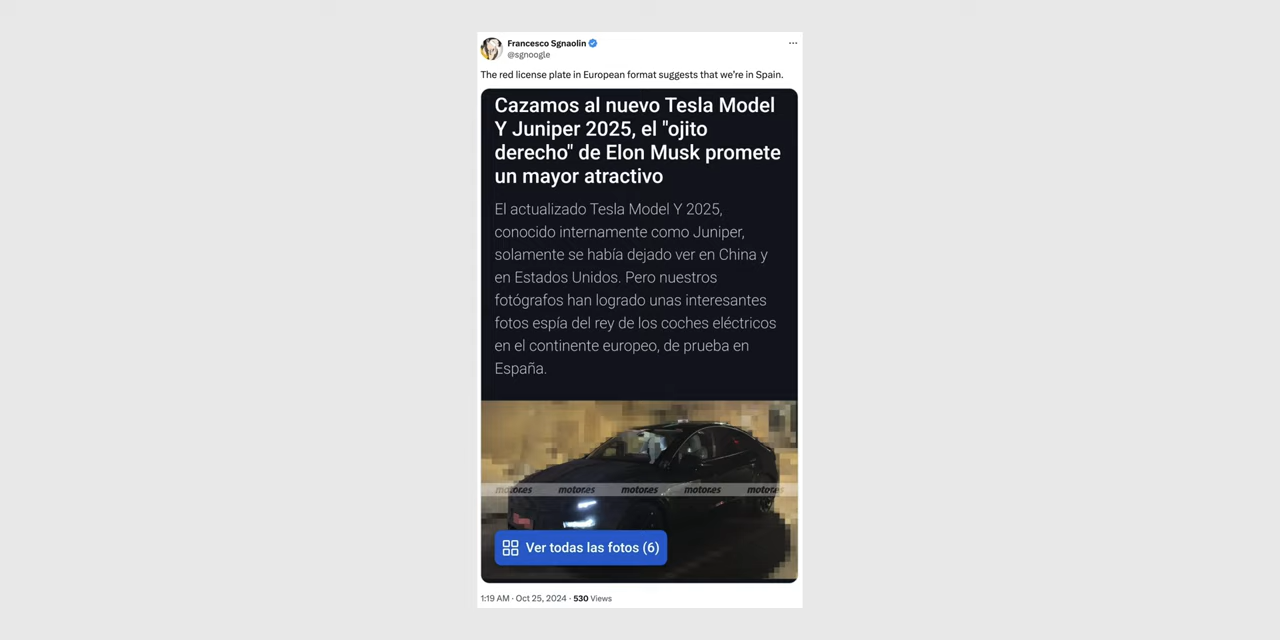 Francesco Sgnaolin
@sgnoogle
The red license plate in European format suggests that we're in Spain.
Cazamos al nuevo Tesla Model
Y Juniper 2025, el "ojito
derecho" de Elon Musk promete
un mayor atractivo
El actualizado Tesla Model Y 2025,
conocido internamente como Juniper,
solamente se había dejado ver en China y
en Estados Unidos. Pero nuestros
fotógrafos han logrado unas interesantes
fotos espía del rey de los coches eléctricos
en el continente europeo, de prueba en
España.
motor.es motor.es motor.es motor.es motor.es
Ver todas las fotos (6)
1:19 AM · Oct 25, 2024 · 530 Views